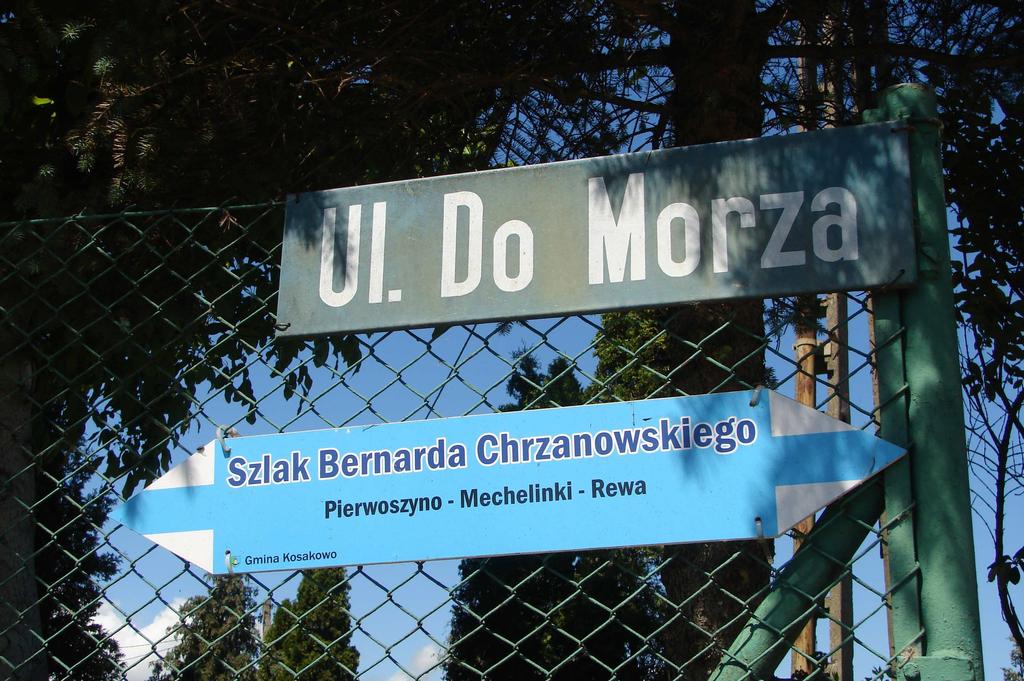 Ul. Do Morza
Szlak Bernarda Chrzanowskiego
Pierwoszyno - Mechelinki - Rewa
Gmina Kosakowo